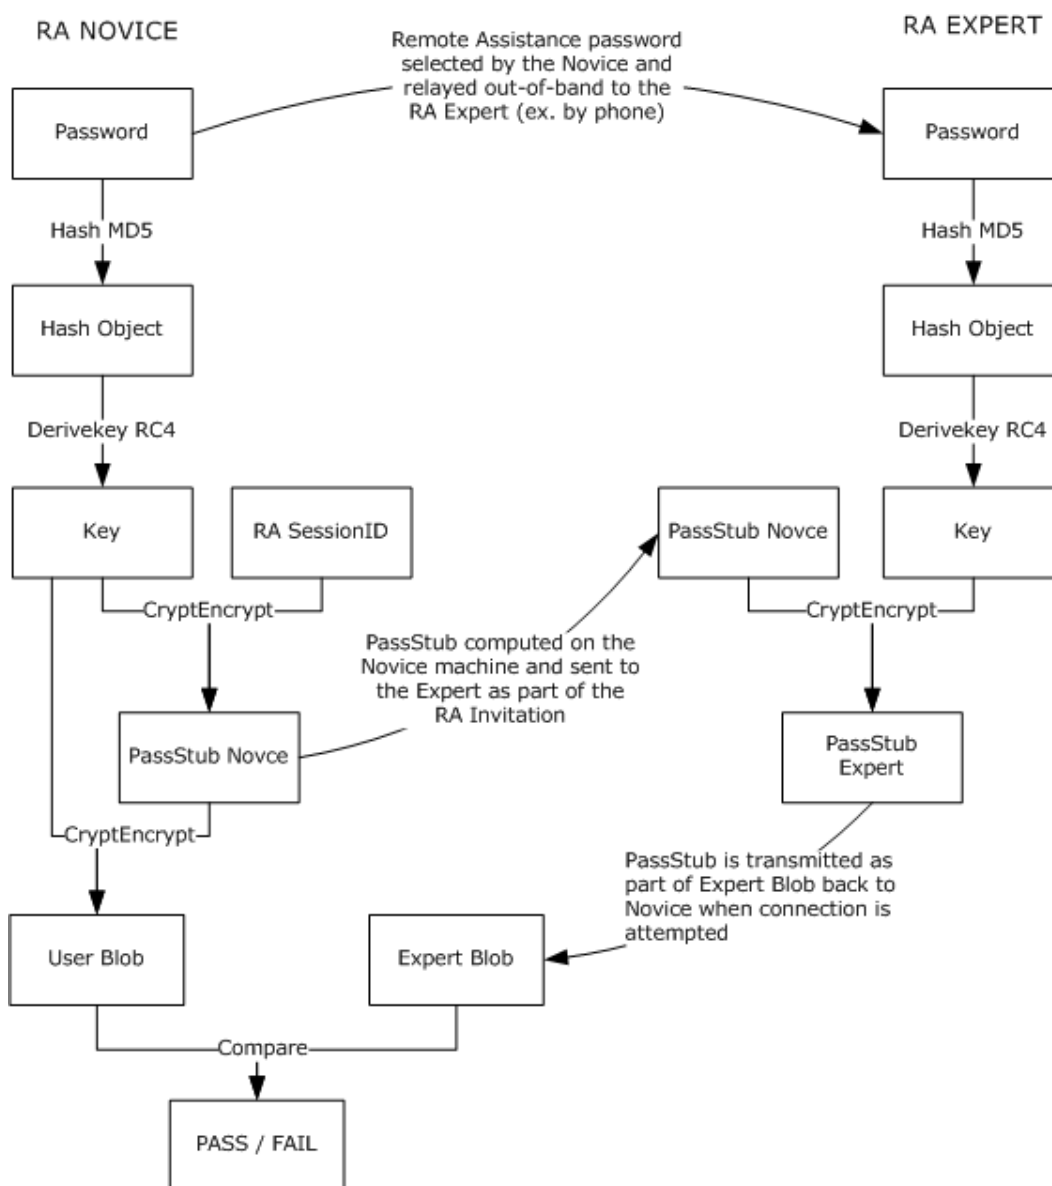 RA NOVICE
RA EXPERT
Remote Assistance password
selected by the Novice and
relayed out-of-band to the
RA Expert (ex. by phone)
Password
Password
Hash MD5
Hash MD5
Hash Object
Hash Object
Derivekey RC4
Derivekey RC4
Key
RA SessionID
PassStub Novce
Key
CryptEncrypt
CryptEncrypt
PassStub computed on the
Novice machine and sent to
the Expert as part of the
RA Invitation
PassStub Novce
PassStub
Expert
CryptEncrypt
PassStub is transmitted as
part of Expert Blob back to
Novice when connection is
attempted
User Blob
Expert Blob
Compare
PASS / FAIL